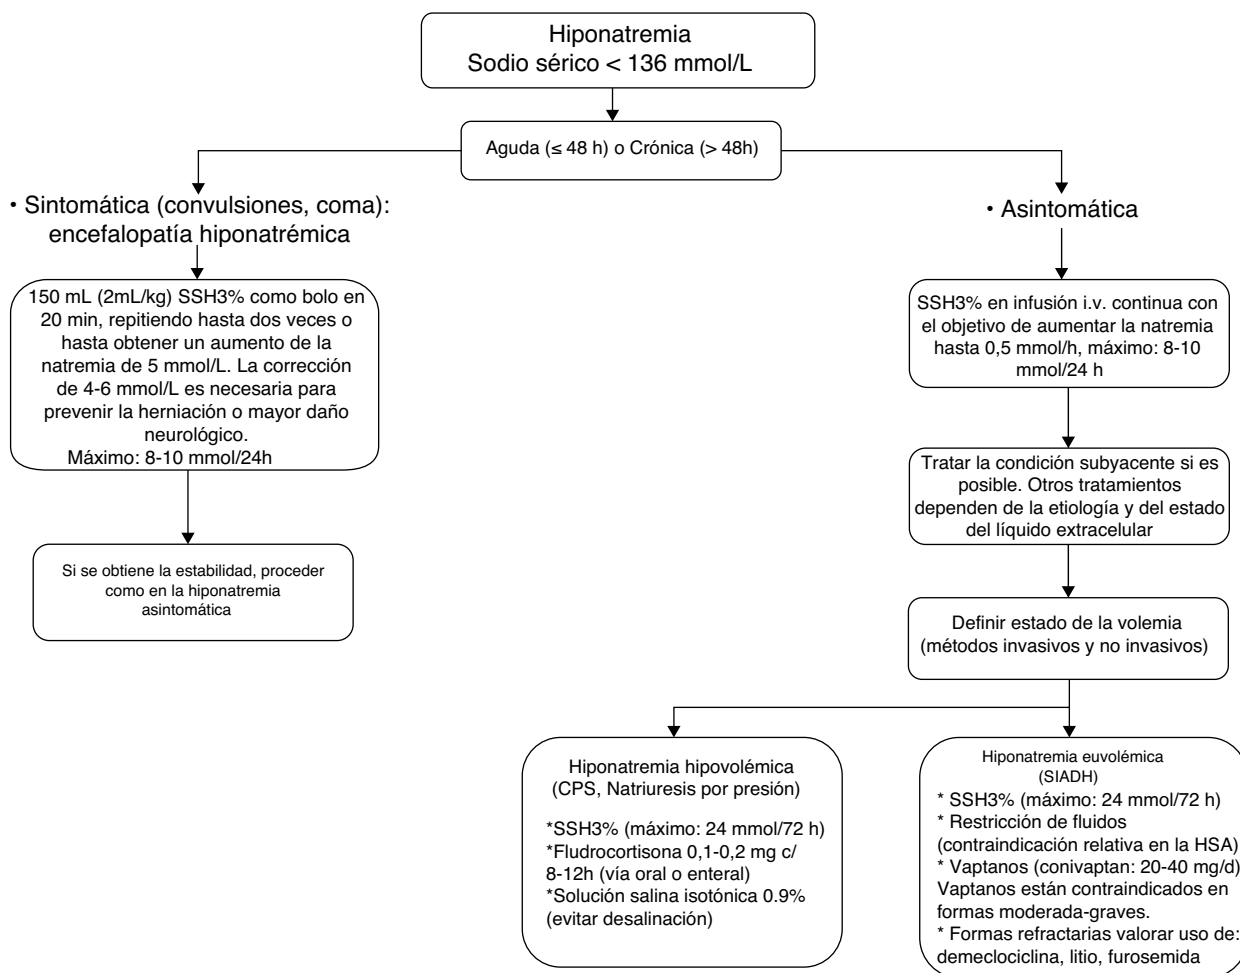 Hiponatremia
Sodio sérico < 136 mmol/L
Aguda (≤ 48 h) o Crónica (> 48h)
• Sintomática (convulsiones, coma):
encefalopatía hiponatrémica
150 mL (2mL/kg) SSH3% como bolo en
20 min, repitiendo hasta dos veces o
hasta obtener un aumento de la
natremia de 5 mmol/L. La corrección
de 4-6 mmol/L es necesaria para
prevenir la herniación o mayor daño
neurológico.
Máximo: 8-10 mmol/24h
Si se obtiene la estabilidad, proceder
como en la hiponatremia
asintomática
• Asintomática
SSH3% en infusión i.v. continua con
el objetivo de aumentar la natremia
hasta 0,5 mmol/h, máximo: 8-10
mmol/24 h
Tratar la condición subyacente si es
posible. Otros tratamientos
dependen de la etiología y del estado
del líquido extracelular
Definir estado de la volemia
(métodos invasivos y no invasivos)
Hiponatremia hipovolémica
(CPS, Natriuresis por presión)
*SSH3% (máximo: 24 mmol/72 h)
*Fludrocortisona 0,1-0,2 mg c/
8-12h (vía oral o enteral)
*Solución salina isotónica 0.9%
(evitar desalinación)
Hiponatremia euvolémica
(SIADH)
* SSH3% (máximo: 24 mmol/72 h)
* Restricción de fluidos
(contraindicación relativa en la HSA)
* Vaptanos (conivaptan: 20-40 mg/d)
Vaptanos están contraindicados en
formas moderada-graves.
* Formas refractarias valorar uso de:
demeclociclina, litio, furosemida